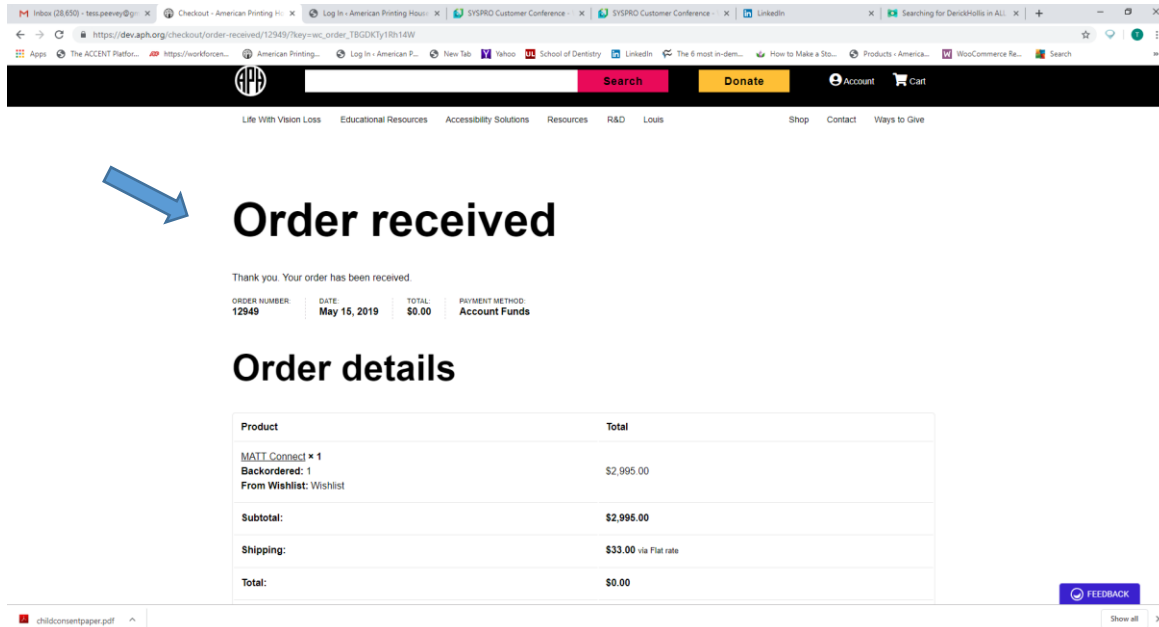 Inbox (28,650) - tess.peevey@gm
Checkout - American Printing Ho
Log In ‹ American Printing House
SYSPRO Customer Conference -
SYSPRO Customer Conference -
LinkedIn
Searching for DerickHollis in ALL
https://dev.aph.org/checkout/order-received/12949/?key=wc_order_TBGDKTy1Rh14W
Apps
The ACCENT Platfor...
https://workforcen...
American Printing...
Log In ‹ American P...
New Tab
Yahoo
School of Dentistry
LinkedIn
The 6 most in-dem...
How to Make a Sto...
Products ‹ America...
WooCommerce Re...
Search
APH
Search
Donate
Account
Cart
Life With Vision Loss
Educational Resources
Accessibility Solutions
Resources
R&D
Louis
Shop
Contact
Ways to Give
Order received
Thank you. Your order has been received.
ORDER NUMBER:
12949
DATE:
May 15, 2019
TOTAL:
$0.00
PAYMENT METHOD:
Account Funds
Order details
Product Total
MATT Connect × 1
Backordered: 1
$2,995.00
From Wishlist: Wishlist
Subtotal: $2,995.00
Shipping: $33.00 via Flat rate
Total: $0.00
FEEDBACK
childconsentpaper.pdf
Show all